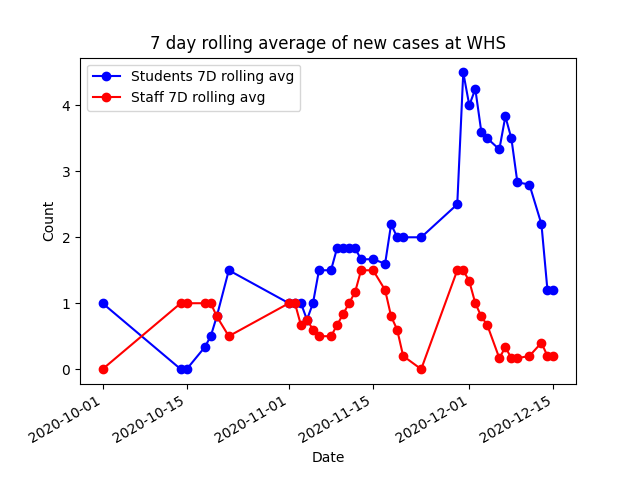 7 day rolling average of new cases at WHS
Students 7D rolling avg
Staff 7D rolling avg
Count
4
3
2
1
0
2020-10-01
2020-10-15
2020-11-01
2020-11-15
2020-12-01
2020-12-15
Date